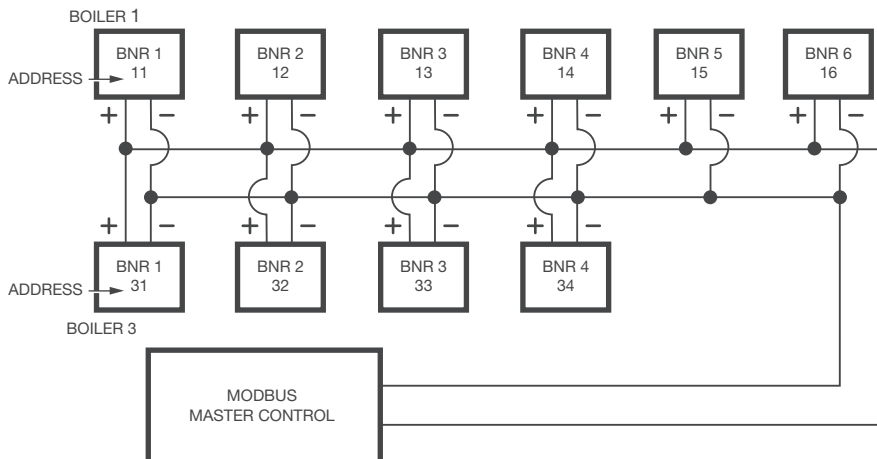 BOILER 1
BNR 1
11
BNR 2
12
BNR 3
13
BNR 4
14
BNR 5
15
BNR 6
16
ADDRESS
+ − + − + − + − + − + −
+ − + − + − + −
BNR 1
31
BNR 2
32
BNR 3
33
BNR 4
34
ADDRESS
BOILER 3
MODBUS
MASTER CONTROL